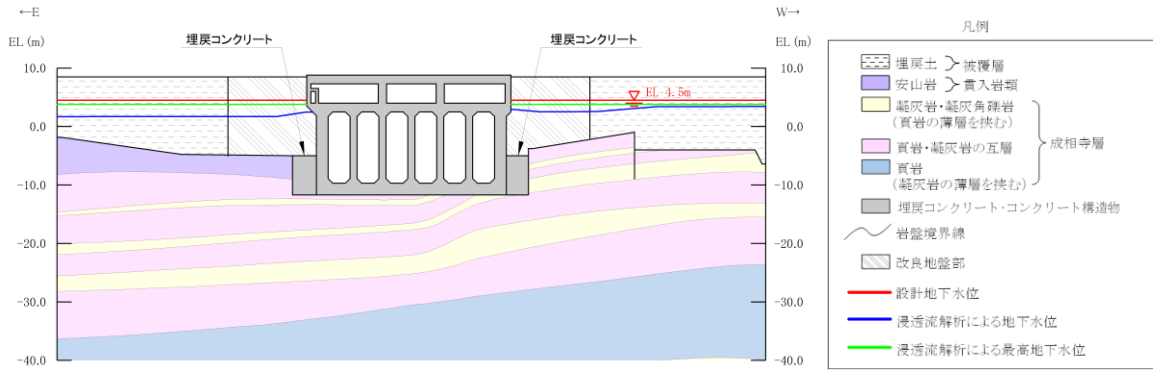 ←E
W→
EL (m)
EL (m)
埋戻コンクリート
埋戻コンクリート
10.0
0.0
-10.0
-20.0
-30.0
-40.0
10.0
0.0
-10.0
-20.0
-30.0
-40.0
EL 4.5m
凡例
埋戻土 被覆層
安山岩 貫入岩類
凝灰岩・凝灰角礫岩
(頁岩の薄層を挟む)
頁岩・凝灰岩の互層
成相寺層
頁岩
(凝灰岩の薄層を挟む)
埋戻コンクリート・コンクリート構造物
岩盤境界線
改良地盤部
設計地下水位
浸透流解析による地下水位
浸透流解析による最高地下水位